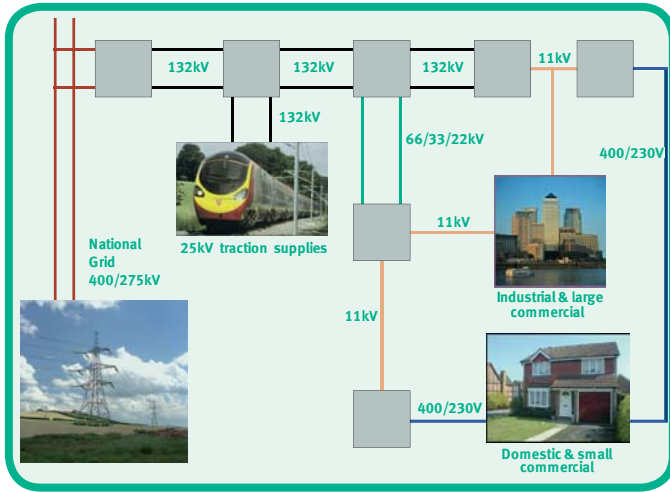 11kV
132kV
132kV
132kV
132kV
66/33/22kV
400/230V
11kV
National
Grid
400/275kV
25kV traction supplies
Industrial & large
commercial
11kV
400/230V
Domestic & small
commercial